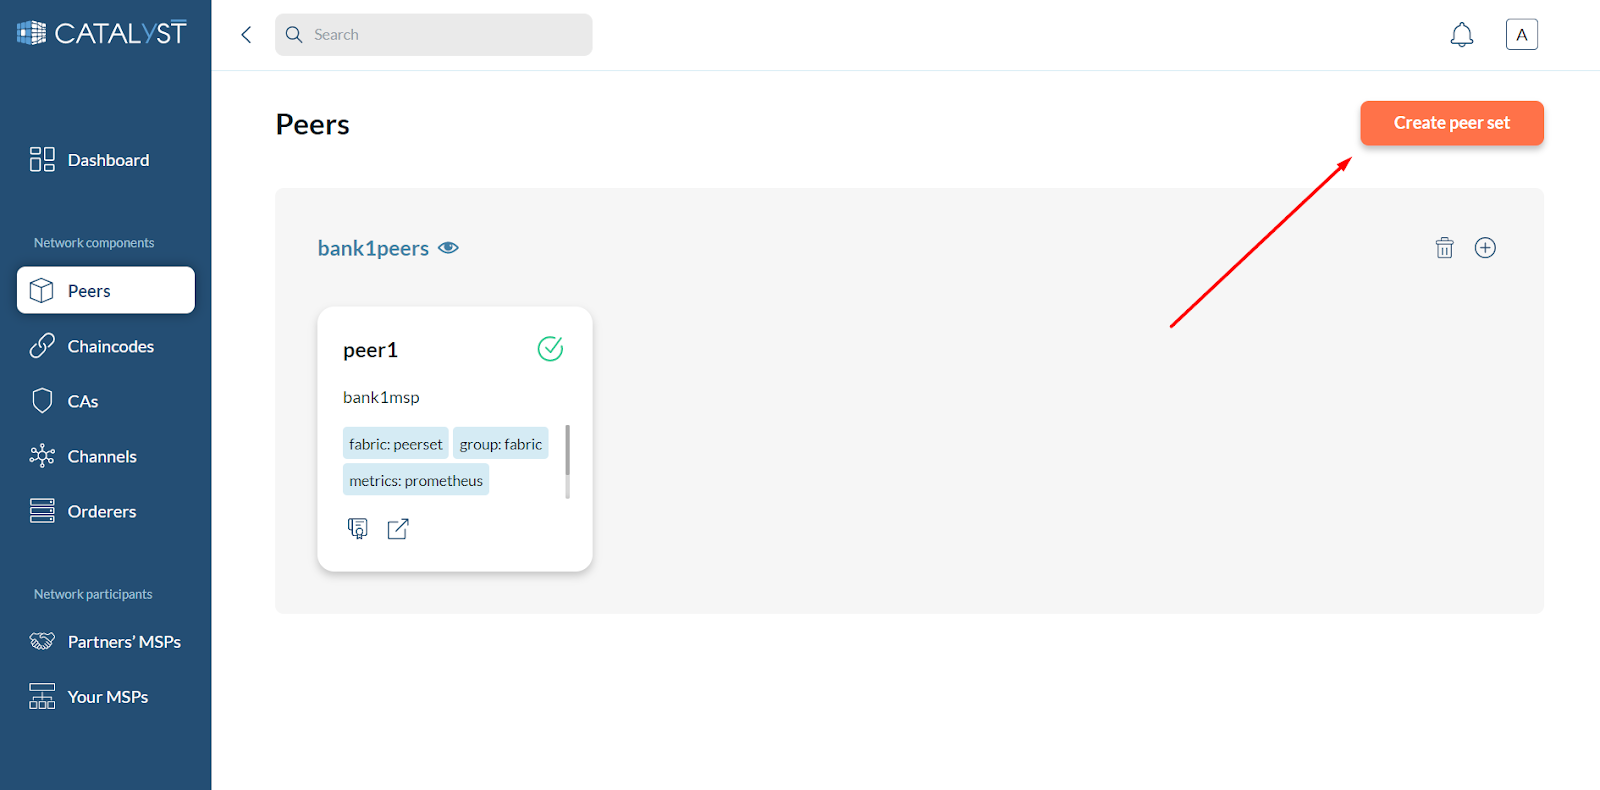 CATALYST
Search
A
Peers
Create peer set
Dashboard
Network components
Peers
Chaincodes
CAs
Channels
Orderers
Network participants
Partners’ MSPs
Your MSPs
bank1peers
peer1
bank1msp
fabric: peerset
group: fabric
metrics: prometheus